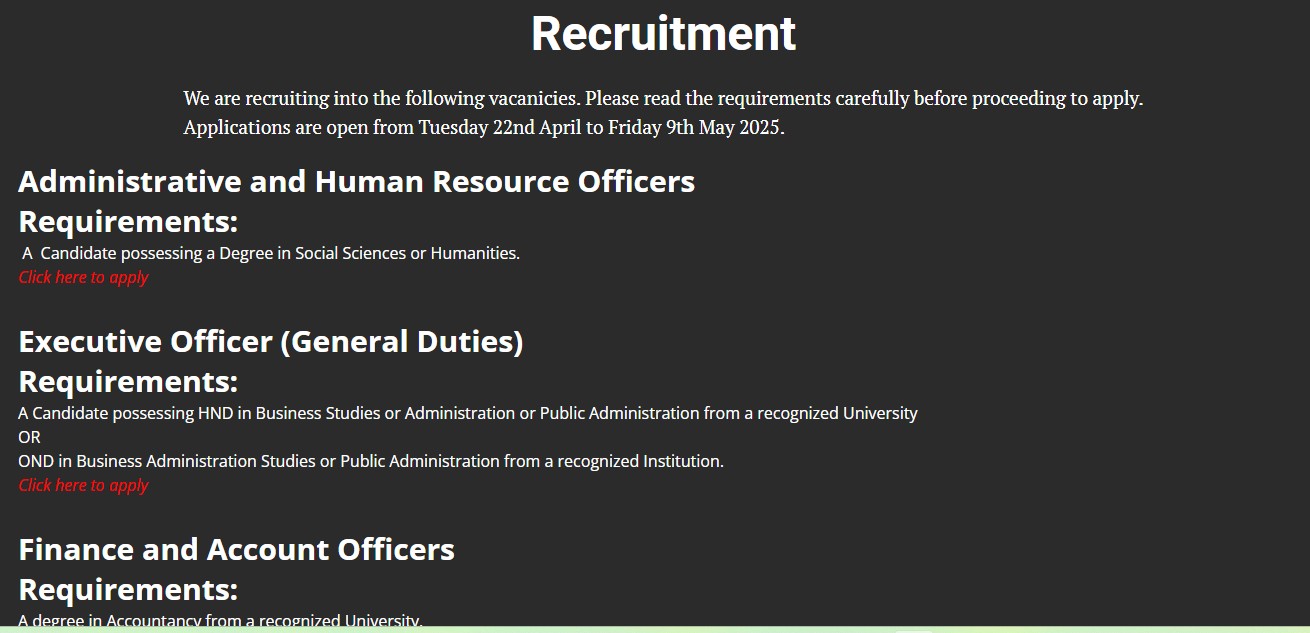 Recruitment
We are recruiting into the following vacanicies. Please read the requirements carefully before proceeding to apply.
Applications are open from Tuesday 22nd April to Friday 9th May 2025.
Administrative and Human Resource Officers
Requirements:
A Candidate possessing a Degree in Social Sciences or Humanities.
Click here to apply
Executive Officer (General Duties)
Requirements:
A Candidate possessing HND in Business Studies or Administration or Public Administration from a recognized University
OR
OND in Business Administration Studies or Public Administration from a recognized Institution.
Click here to apply
Finance and Account Officers
Requirements:
A degree in Accountancy from a recognized University.